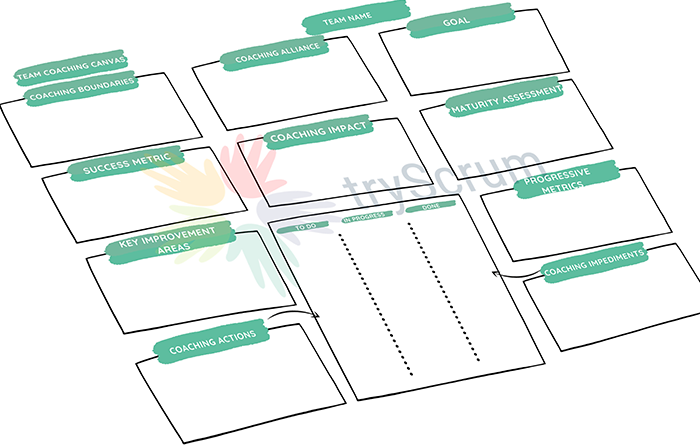 TEAM NAME
TEAM COACHING CANVAS
COACHING BOUNDARIES
COACHING ALLIANCE
GOAL
SUCCESS METRIC
COACHING IMPACT
MATURITY ASSESSMENT
tryScrum
KEY IMPROVEMENT
AREAS
TO DO
IN PROGRESS
DONE
PROGRESSIVE
METRICS
COACHING ACTIONS
COACHING IMPEDIMENTS